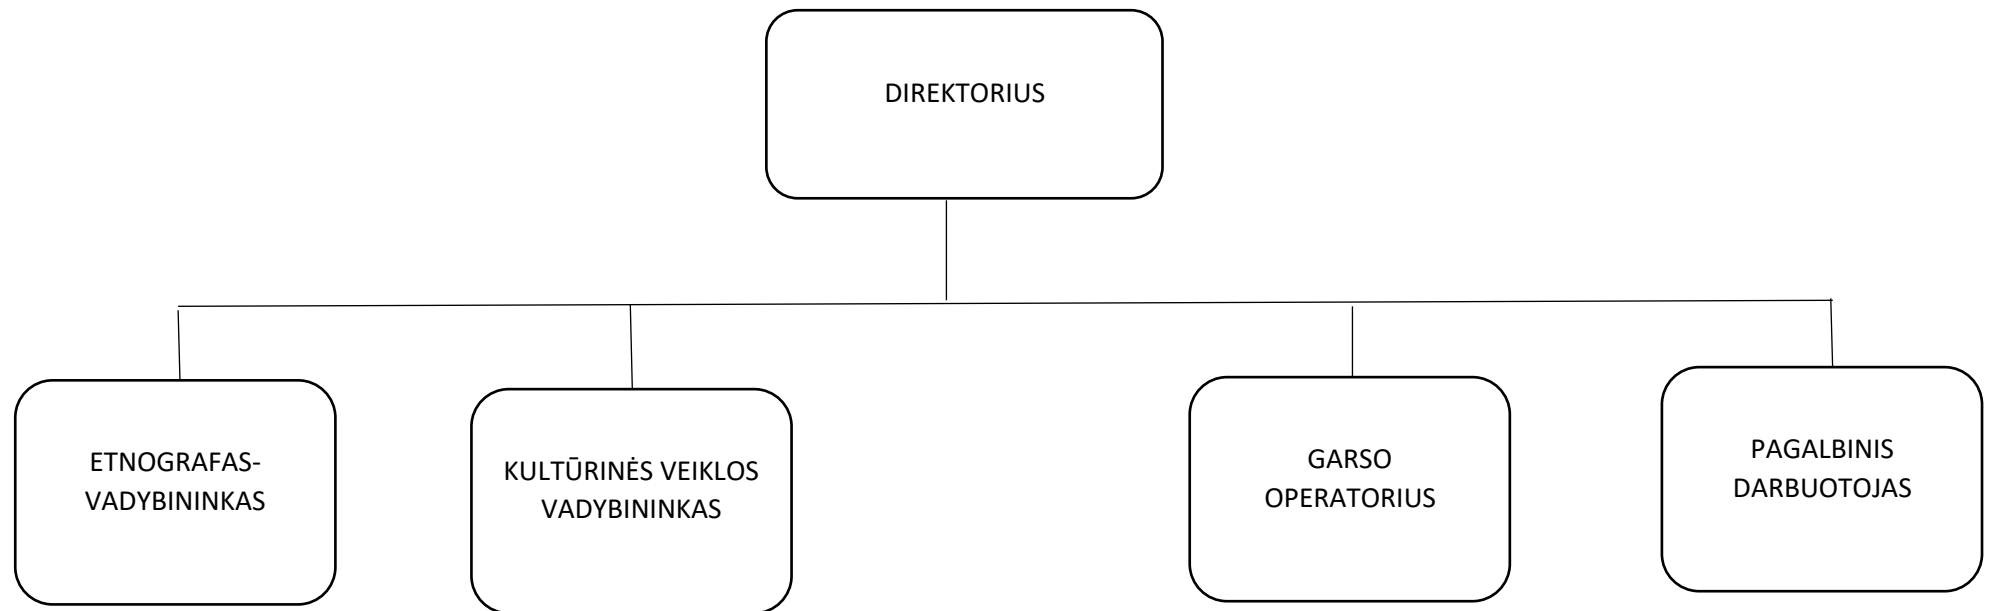 DIREKTORIUS
ETNOGRAFAS-
VADYBININKAS
KULTŪRINĖS VEIKLOS
VADYBININKAS
GARSO
OPERATORIUS
PAGALBINIS
DARBUOTOJAS